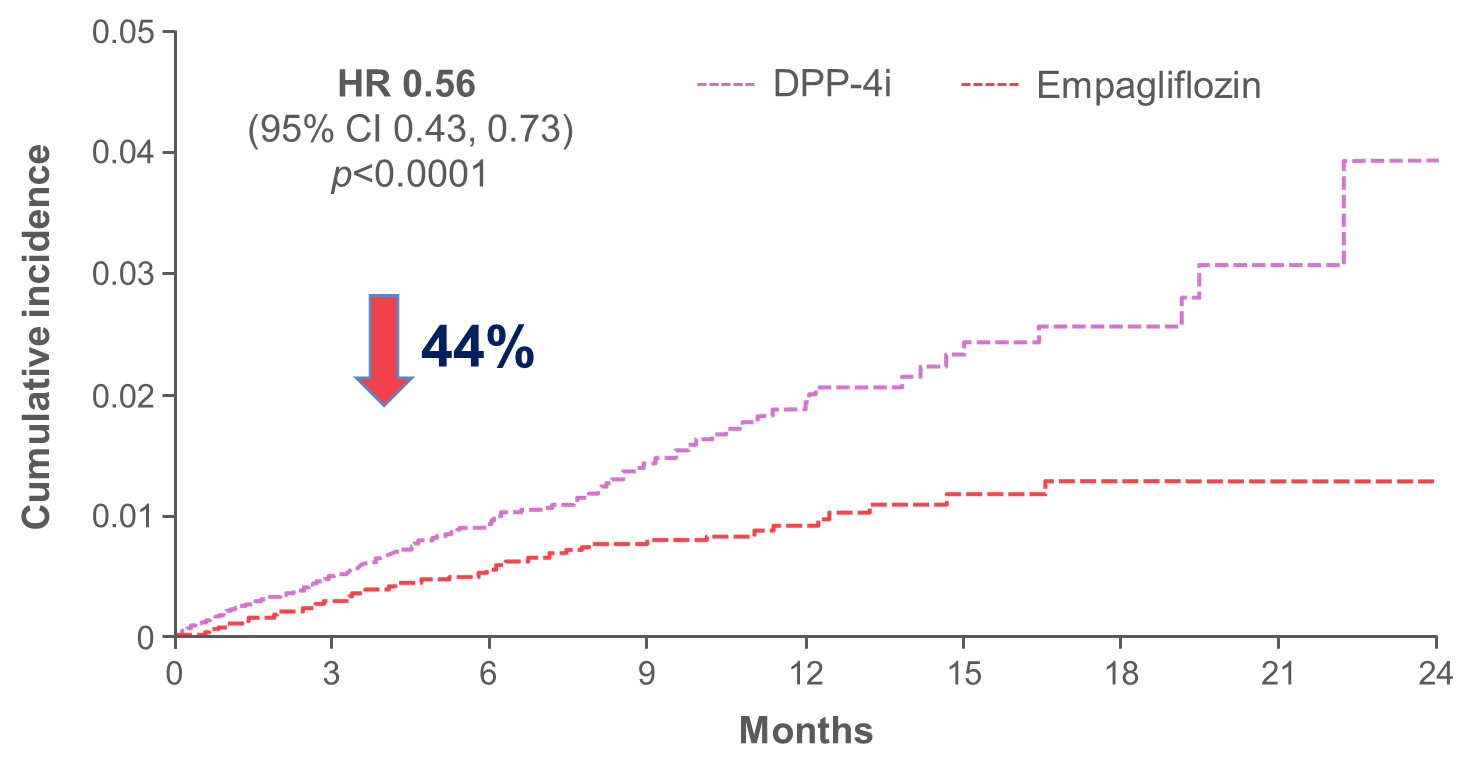 0.05
0.04
0.03
0.02
0.01
0
Cumulative incidence
HR 0.56
(95% CI 0.43, 0.73)
p<0.0001
DPP-4i
Empagliflozin
44%
0 3 6 9 12 15 18 21 24
Months